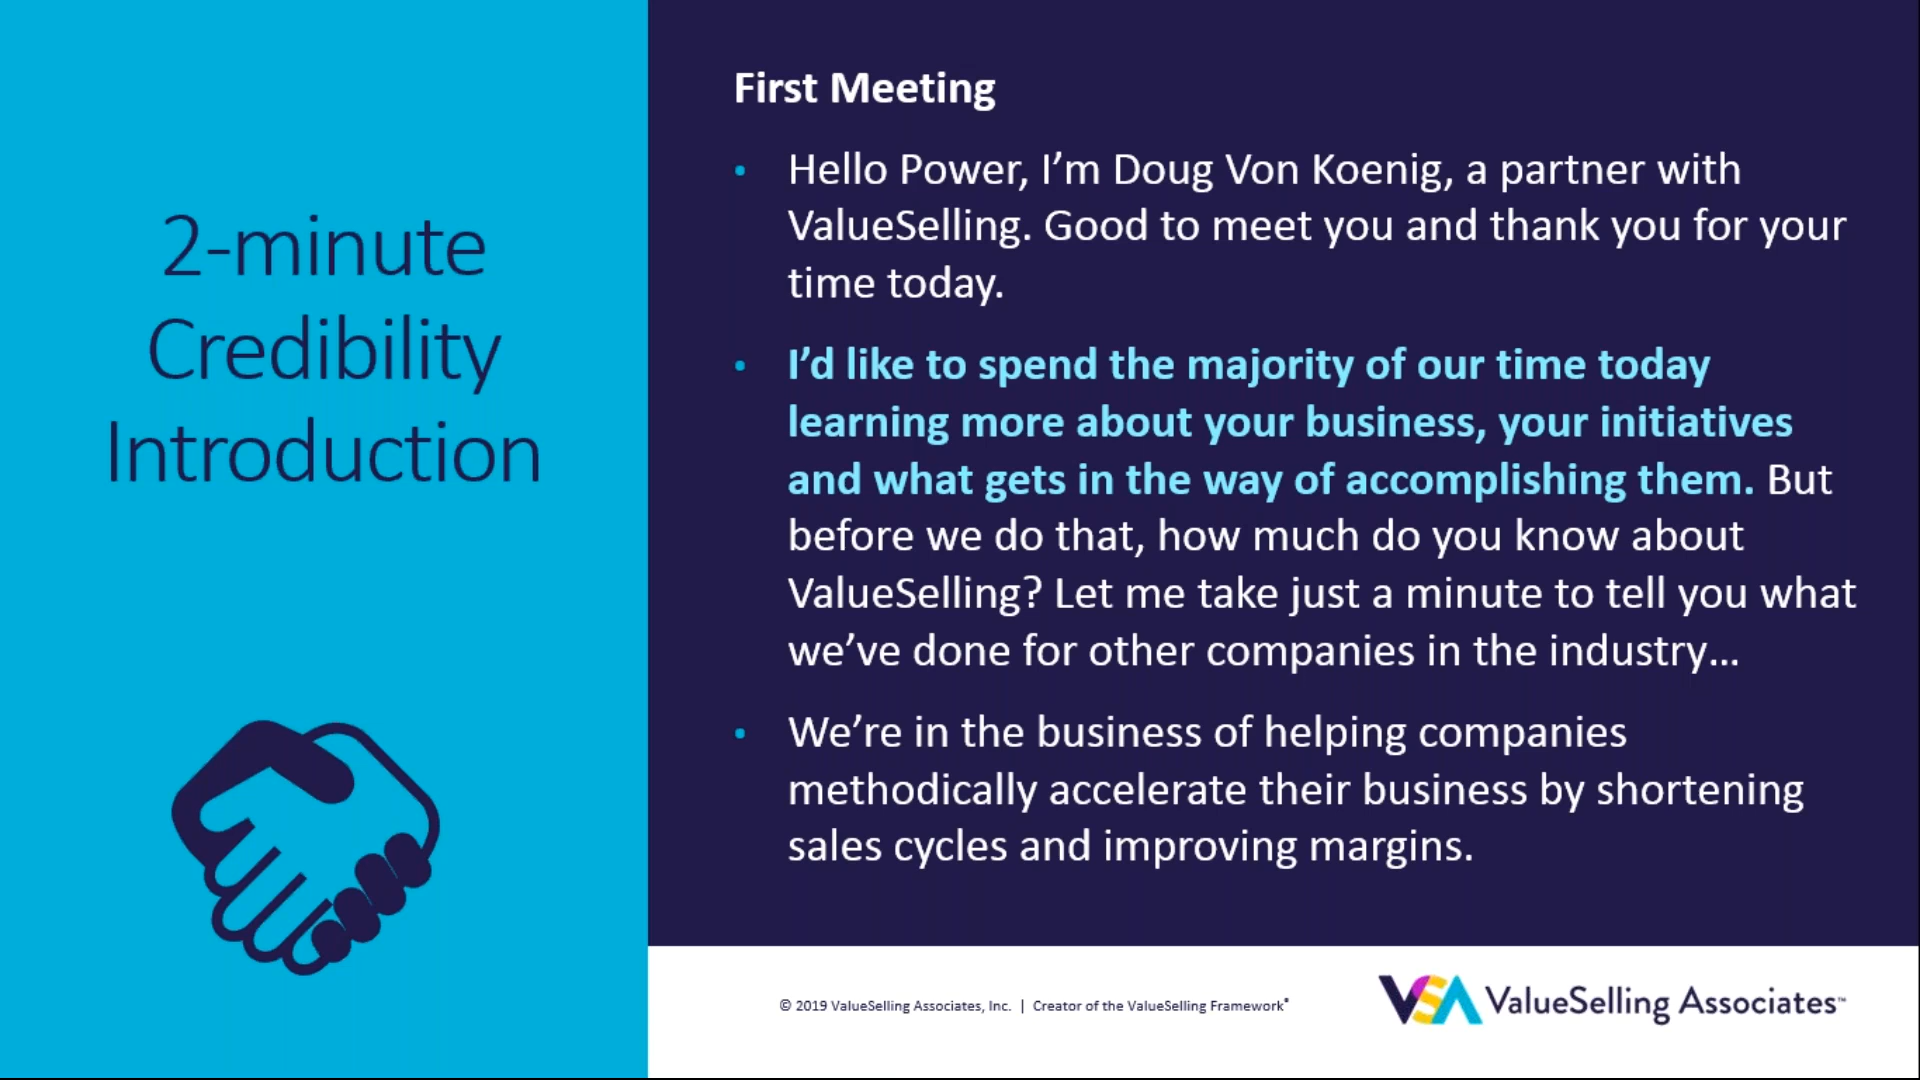 2-minute
Credibility
Introduction
First Meeting
• Hello Power, I’m Doug Von Koenig, a partner with
ValueSelling. Good to meet you and thank you for your
time today.
• I’d like to spend the majority of our time today
learning more about your business, your initiatives
and what gets in the way of accomplishing them. But
before we do that, how much do you know about
ValueSelling? Let me take just a minute to tell you what
we’ve done for other companies in the industry…
• We’re in the business of helping companies
methodically accelerate their business by shortening
sales cycles and improving margins.
© 2019 ValueSelling Associates, Inc. | Creator of the ValueSelling Framework®
VSA ValueSelling Associates™